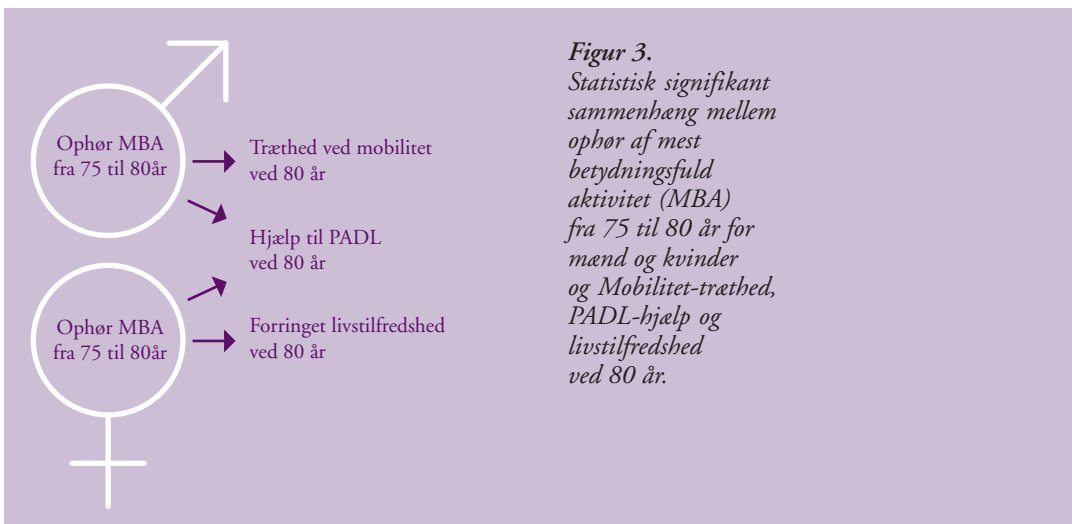 Ophør MBA
fra 75 til 80år
Træthed ved mobilitet
ved 80 år
Hjælp til PADL
ved 80 år
Ophør MBA
fra 75 til 80år
Forringet livstilfredshed
ved 80 år
Figur 3.
Statistisk signifikant
sammenhæng mellem
ophør af mest
betydningsfuld
aktivitet (MBA)
fra 75 til 80 år for
mænd og kvinder
og Mobilitet-træthed,
PADL-hjælp og
livstilfredshed
ved 80 år.